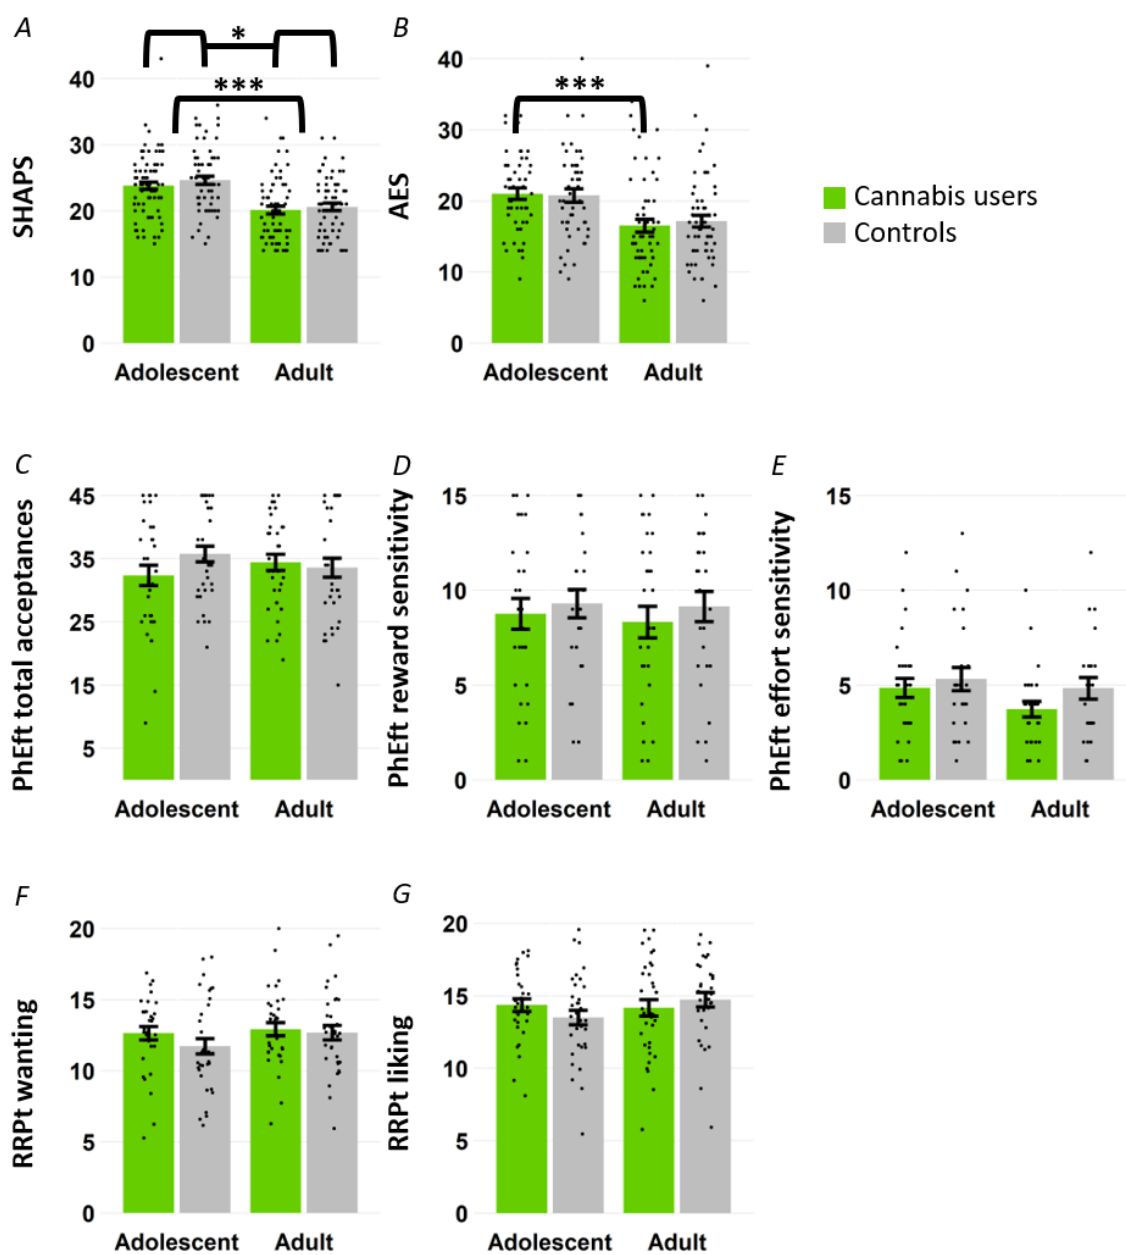 A
SHAPS
40
30
20
10
0
*
***
Adolescent
Adult
B
AES
40
30
20
10
0
***
Adolescent
Adult
Cannabis users
Controls
C
PhEft total acceptances
45
35
25
15
5
Adolescent
Adult
D
PhEft reward sensitivity
15
10
5
0
Adolescent
Adult
E
PhEft effort sensitivity
15
10
5
0
Adolescent
Adult
F
RRPt wanting
20
15
10
5
0
Adolescent
Adult
G
RRPt liking
20
15
10
5
0
Adolescent
Adult